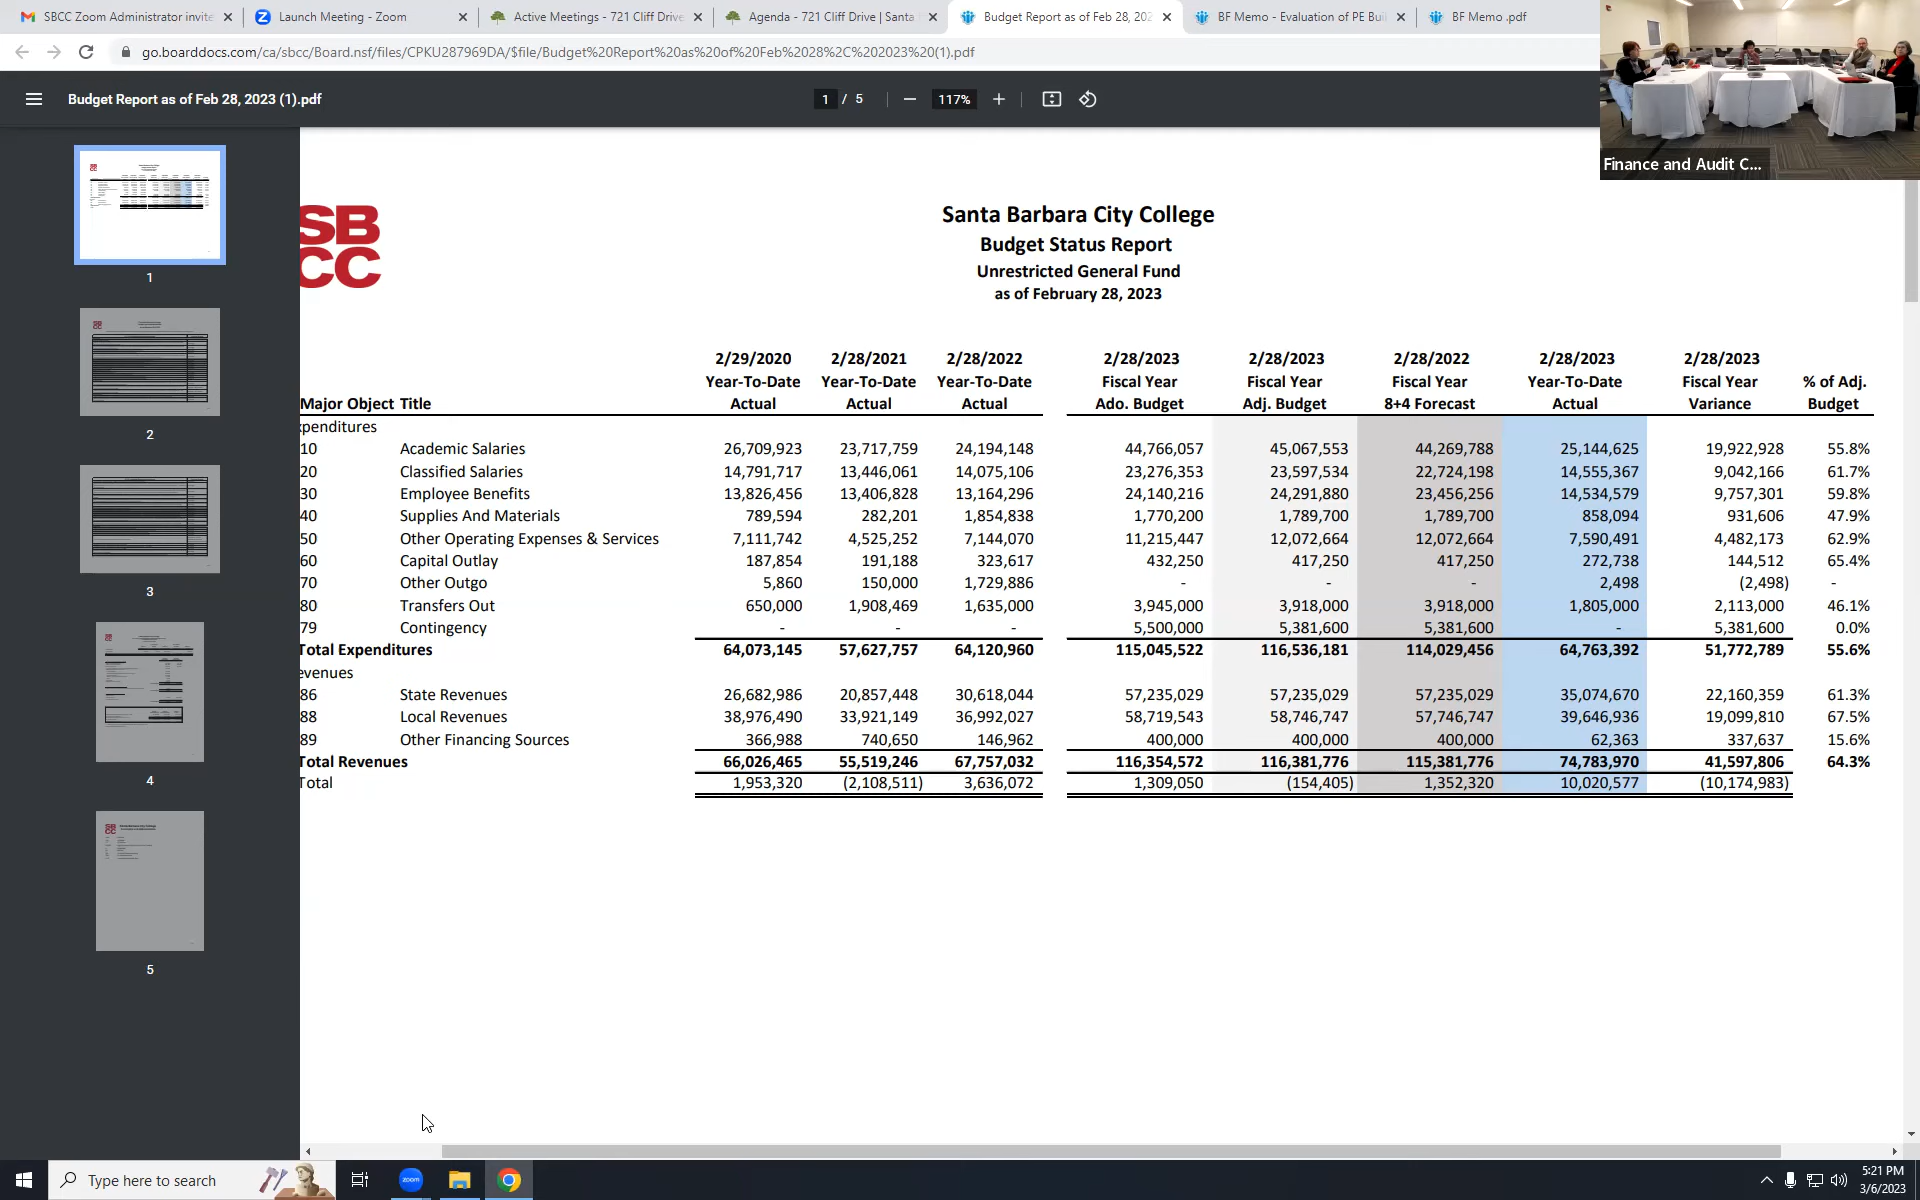 SBCC Zoom Administrator invite
Launch Meeting - Zoom
Active Meetings - 721 Cliff Drive
Agenda - 721 Cliff Drive | Santa
Budget Report as of Feb 28, 202
BF Memo - Evaluation of PE Buil
BF Memo .pdf
go.boarddocs.com/ca/sbcc/Board.nsf/files/CPKU287969DA/$file/Budget%20Report%20as%20of%20Feb%2028%2C%202023%20(1).pdf
Budget Report as of Feb 28, 2023 (1).pdf
1 / 5
117%
Finance and Audit C...
1
2
3
4
5
SB
CC
Santa Barbara City College
Budget Status Report
Unrestricted General Fund
as of February 28, 2023
2/29/2020 2/28/2021 2/28/2022 2/28/2023 2/28/2023 2/28/2022 2/28/2023 2/28/2023
Year-To-Date Year-To-Date Year-To-Date Fiscal Year Fiscal Year Fiscal Year Year-To-Date Fiscal Year % of Adj.
Major Object Title Actual Actual Actual Ado. Budget Adj. Budget 8+4 Forecast Actual Variance Budget
xpenditures
10 Academic Salaries 26,709,923 23,717,759 24,194,148 44,766,057 45,067,553 44,269,788 25,144,625 19,922,928 55.8%
20 Classified Salaries 14,791,717 13,446,061 14,075,106 23,276,353 23,597,534 22,724,198 14,555,367 9,042,166 61.7%
30 Employee Benefits 13,826,456 13,406,828 13,164,296 24,140,216 24,291,880 23,456,256 14,534,579 9,757,301 59.8%
40 Supplies And Materials 789,594 282,201 1,854,838 1,770,200 1,789,700 1,789,700 858,094 931,606 47.9%
50 Other Operating Expenses & Services 7,111,742 4,525,252 7,144,070 11,215,447 12,072,664 12,072,664 7,590,491 4,482,173 62.9%
60 Capital Outlay 187,854 191,188 323,617 432,250 417,250 417,250 272,738 144,512 65.4%
70 Other Outgo 5,860 150,000 1,729,886 - - - 2,498 (2,498) -
80 Transfers Out 650,000 1,908,469 1,635,000 3,945,000 3,918,000 3,918,000 1,805,000 2,113,000 46.1%
79 Contingency - - - 5,500,000 5,381,600 5,381,600 - 5,381,600 0.0%
Total Expenditures 64,073,145 57,627,757 64,120,960 115,045,522 116,536,181 114,029,456 64,763,392 51,772,789 55.6%
evenues
86 State Revenues 26,682,986 20,857,448 30,618,044 57,235,029 57,235,029 57,235,029 35,074,670 22,160,359 61.3%
88 Local Revenues 38,976,490 33,921,149 36,992,027 58,719,543 58,746,747 57,746,747 39,646,936 19,099,810 67.5%
89 Other Financing Sources 366,988 740,650 146,962 400,000 400,000 400,000 62,363 337,637 15.6%
Total Revenues 66,026,465 55,519,246 67,757,032 116,354,572 116,381,776 115,381,776 74,783,970 41,597,806 64.3%
Total 1,953,320 (2,108,511) 3,636,072 1,309,050 (154,405) 1,352,320 10,020,577 (10,174,983)
Type here to search
zoom
5:21 PM
3/6/2023